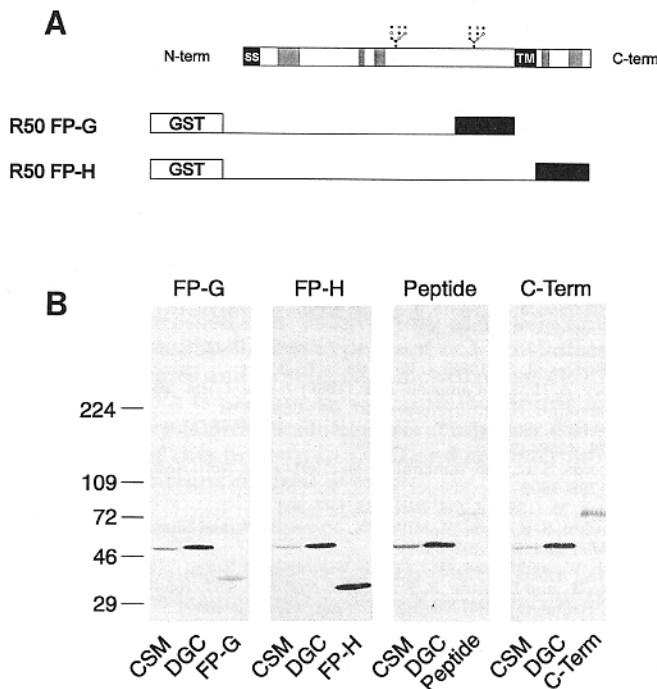 A
N-term
SS
TM
C-term
R50 FP-G
GST
R50 FP-H
GST
B
FP-G
FP-H
Peptide
C-Term
224
109
72
46
29
CSM
DGC
FP-G
CSM
DGC
FP-H
CSM
DGC
Peptide
CSM
DGC
C-Term